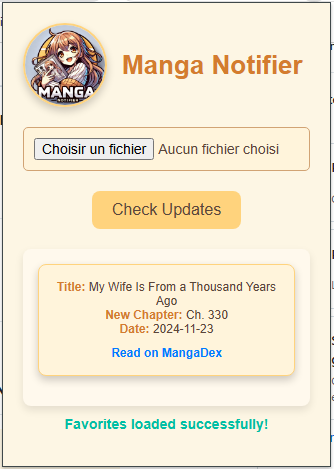 MANGA
NOTIFIER
Manga Notifier
Choisir un fichier Aucun fichier choisi
Check Updates
Title: My Wife Is From a Thousand Years
Ago
New Chapter: Ch. 330
Date: 2024-11-23
Read on MangaDex
Favorites loaded successfully!